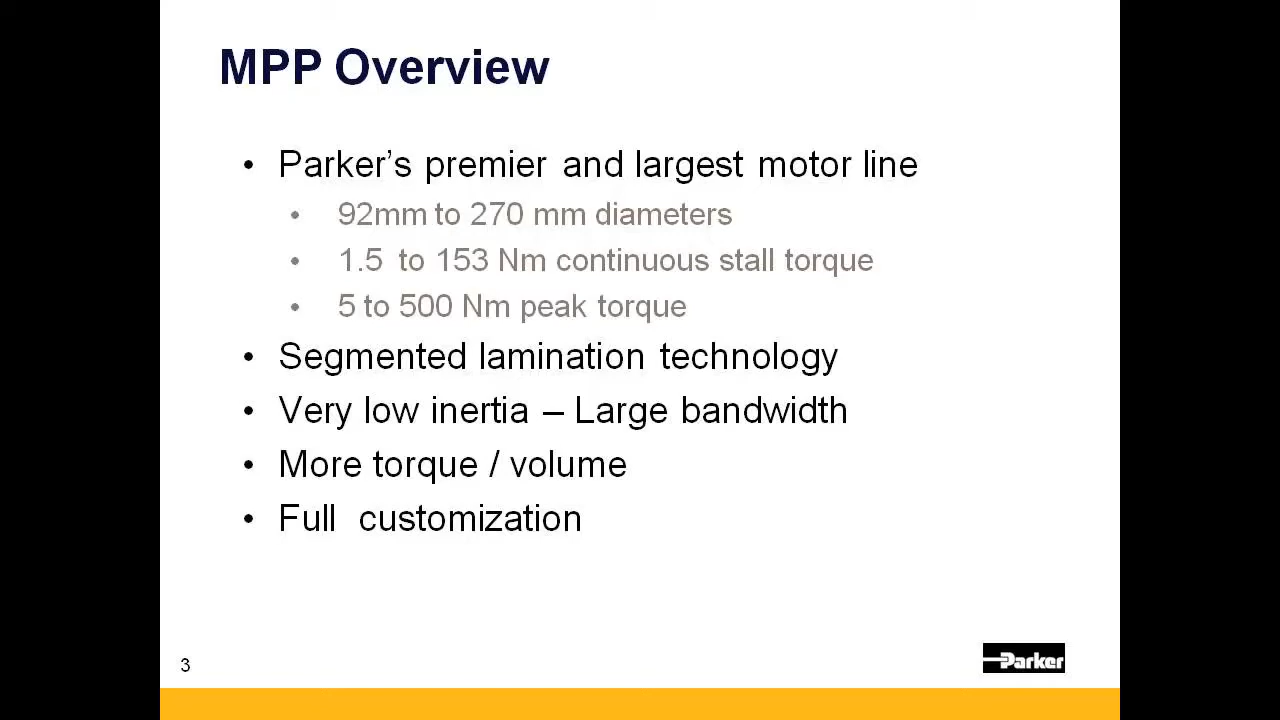 MPP Overview
• Parker’s premier and largest motor line
• 92mm to 270 mm diameters
• 1.5 to 153 Nm continuous stall torque
• 5 to 500 Nm peak torque
• Segmented lamination technology
• Very low inertia – Large bandwidth
• More torque / volume
• Full customization
3
Parker